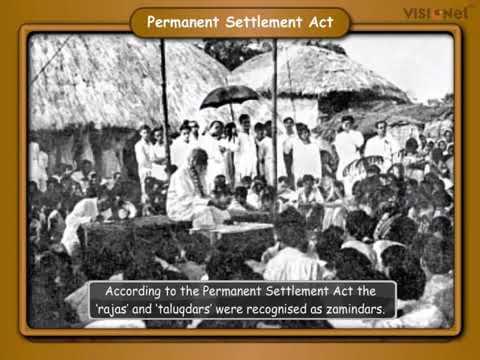 Permanent Settlement Act
VISIONet
According to the Permanent Settlement Act the
'rajas' and 'taluqdars' were recognised as zamindars.